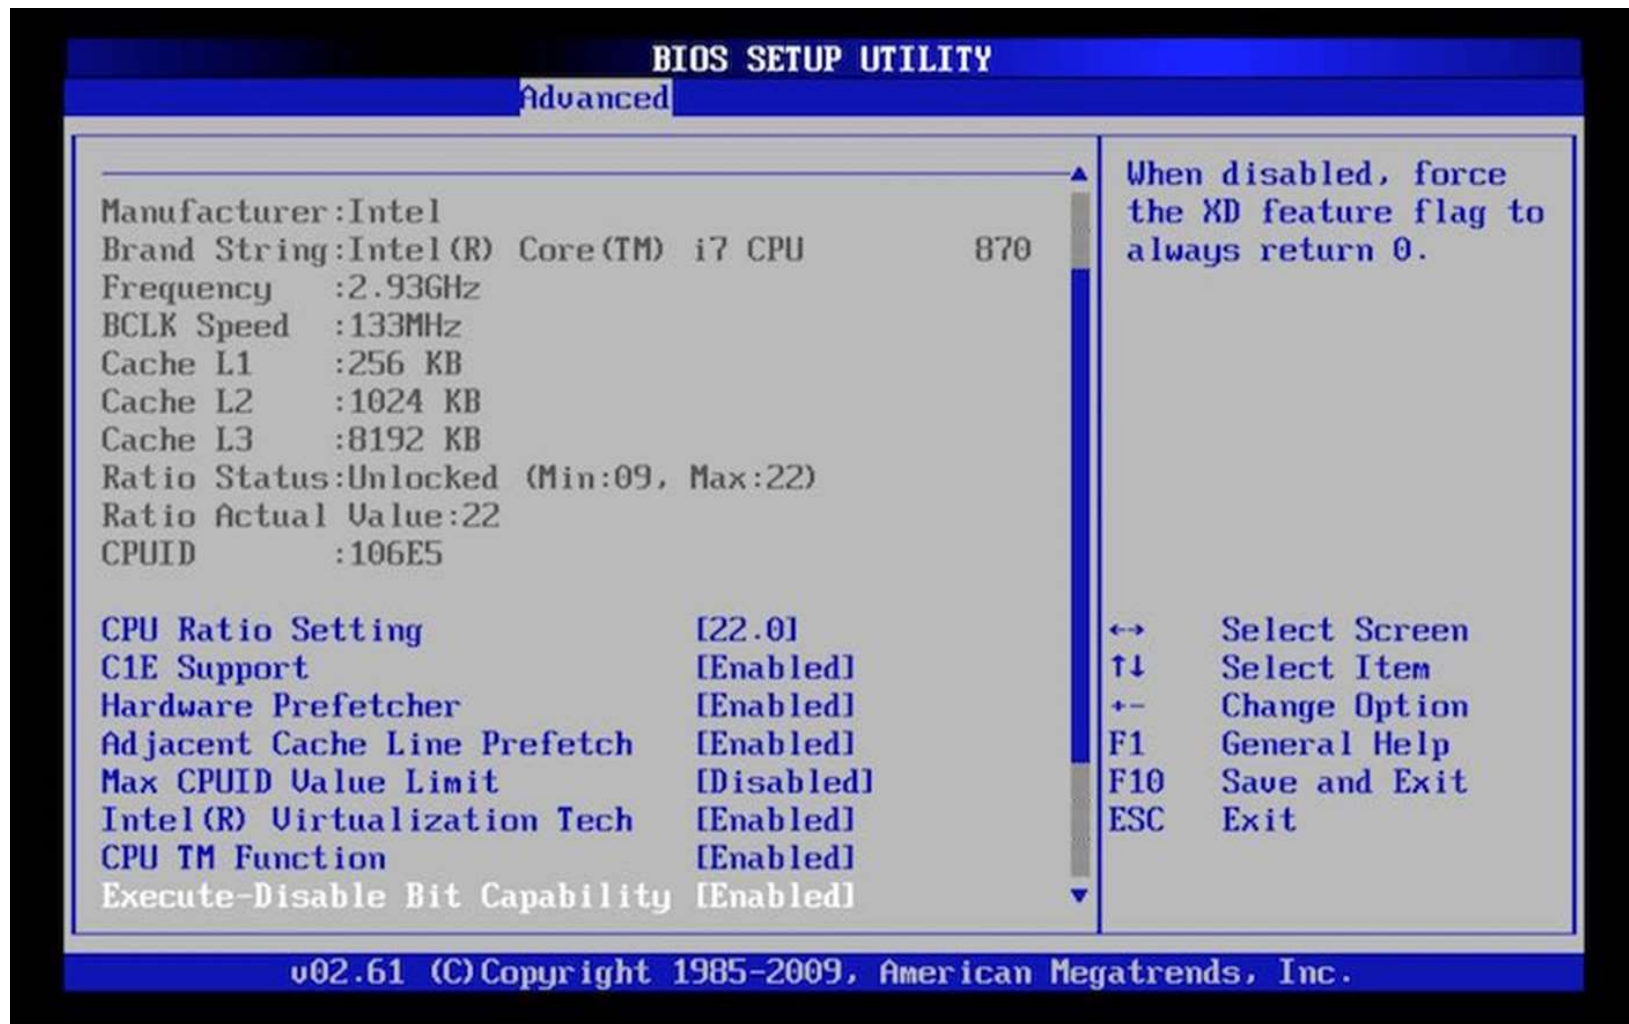 BIOS SETUP UTILITY
Advanced
Manufacturer:Intel
Brand String:Intel(R) Core(TM) i7 CPU 870
Frequency :2.93GHz
BCLK Speed :133MHz
Cache L1 :256 KB
Cache L2 :1024 KB
Cache L3 :8192 KB
Ratio Status:Unlocked (Min:09, Max:22)
Ratio Actual Value:22
CPUID :106E5
CPU Ratio Setting [22.0]
C1E Support [Enabled]
Hardware Prefetcher [Enabled]
Adjacent Cache Line Prefetch [Enabled]
Max CPUID Value Limit [Disabled]
Intel(R) Virtualization Tech [Enabled]
CPU TM Function [Enabled]
Execute-Disable Bit Capability [Enabled]
When disabled, force
the XD feature flag to
always return 0.
↔ Select Screen
↑↓ Select Item
+- Change Option
F1 General Help
F10 Save and Exit
ESC Exit
v02.61 (C)Copyright 1985-2009, American Megatrends, Inc.